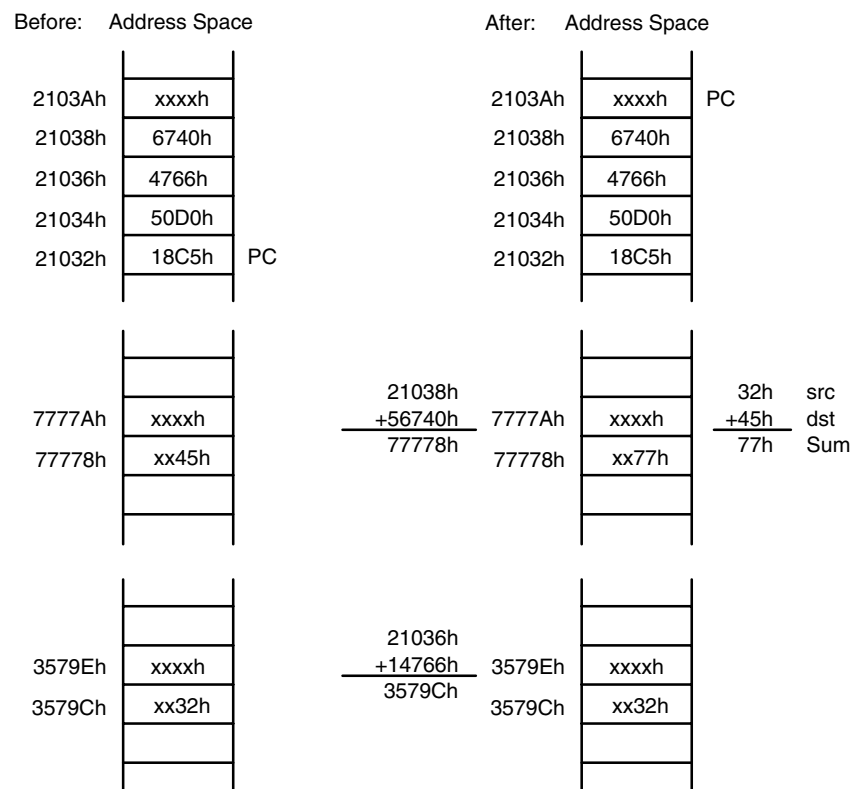 Before: Address Space After: Address Space
2103Ah xxxxh 2103Ah xxxxh PC
21038h 6740h 21038h 6740h
21036h 4766h 21036h 4766h
21034h 50D0h 21034h 50D0h
21032h 18C5h PC 21032h 18C5h
21038h 32h src
7777Ah xxxxh +56740h 7777Ah xxxxh +45h dst
77778h xx45h 77778h 77778h xx77h 77h Sum
21036h
3579Eh xxxxh +14766h 3579Eh xxxxh
3579Ch xx32h 3579Ch 3579Ch xx32h